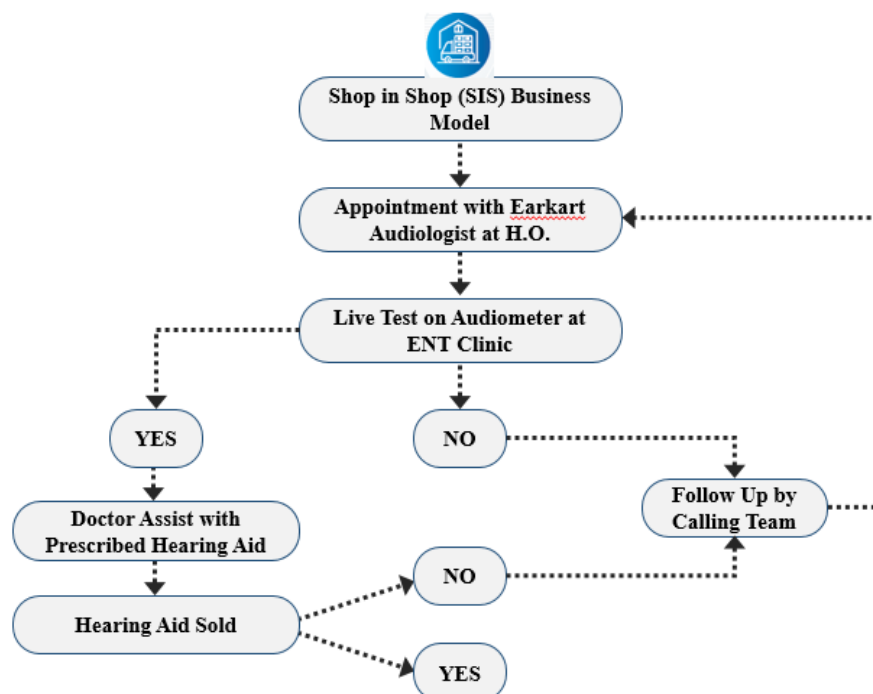 Shop in Shop (SIS) Business
Model
Appointment with Earkart
Audiologist at H.O.
Live Test on Audiometer at
ENT Clinic
YES
NO
Doctor Assist with
Prescribed Hearing Aid
Follow Up by
Calling Team
NO
Hearing Aid Sold
YES